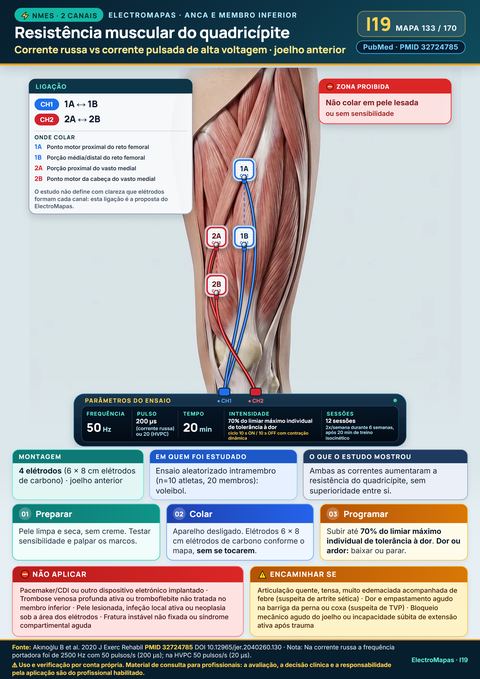 NMES · 2 CANAIS
ELECTROMAPAS · ANCA E MEMBRO INFERIOR
Resistência muscular do quadricípite
Corrente russa vs corrente pulsada de alta voltagem · joelho anterior
I19 MAPA 133 / 170
PubMed · PMID 32724785
LIGAÇÃO
CH1 1A ↔ 1B
CH2 2A ↔ 2B
ONDE COLAR
1A Ponto motor proximal do reto femoral
1B Porção média/distal do reto femoral
2A Porção proximal do vasto medial
2B Ponto motor da cabeça do vasto medial
O estudo não define com clareza que elétrodos
formam cada canal: esta ligação é a proposta do
ElectroMapas.
ZONA PROIBIDA
Não colar em pele lesada
ou sem sensibilidade
1A
2A
1B
2B
CH1
CH2
PARÂMETROS DO ENSAIO
FREQUÊNCIA
50 Hz
PULSO
200 µs
(corrente russa)
ou 20 (HVPC)
TEMPO
20 min
INTENSIDADE
70% do limiar máximo individual
de tolerância à dor
ciclo 10 s ON / 10 s OFF com contração
dinâmica
SESSÕES
12 sessões
2x/semana durante 6 semanas,
após 20 min de treino
isocinético
MONTAGEM
4 elétrodos (6 × 8 cm elétrodos
de carbono) · joelho anterior
EM QUEM FOI ESTUDADO
Ensaio aleatorizado intramembro
(n=10 atletas, 20 membros):
voleibol.
O QUE O ESTUDO MOSTROU
Ambas as correntes aumentaram a
resistência do quadricípite, sem
superioridade entre si.
01 Preparar
Pele limpa e seca, sem creme. Testar
sensibilidade e palpar os marcos.
02 Colar
Aparelho desligado. Elétrodos 6 × 8
cm elétrodos de carbono conforme o
mapa, sem se tocarem.
03 Programar
Subir até 70% do limiar máximo
individual de tolerância à dor. Dor ou
ardor: baixar ou parar.
NÃO APLICAR
Pacemaker/CDI ou outro dispositivo eletrónico implantado ·
Trombose venosa profunda ativa ou tromboflebite não tratada no
membro inferior · Pele lesionada, infeção local ativa ou neoplasia
sob a área dos elétrodos · Fratura instável não fixada ou síndrome
compartimental aguda
ENCAMINHAR SE
Articulação quente, tensa, muito edemaciada acompanhada de
febre (suspeita de artrite sética) · Dor e empastamento agudo
na barriga da perna ou coxa (suspeita de TVP) · Bloqueio
mecânico agudo do joelho ou incapacidade súbita de extensão
ativa após trauma
Fonte: Aknoğlu B et al. 2020 J Exerc Rehabil PMID 32724785 DOI 10.12965/jer.2040260.130 · Nota: Na corrente russa a frequência
portadora foi de 2500 Hz com 50 pulsos/s (200 µs); na HVPC 50 pulsos/s (20 µs).
Uso e verificação por conta própria. Material de consulta para profissionais: a avaliação, a decisão clínica e a responsabilidade
pela aplicação são do profissional habilitado.
ElectroMapas · I19